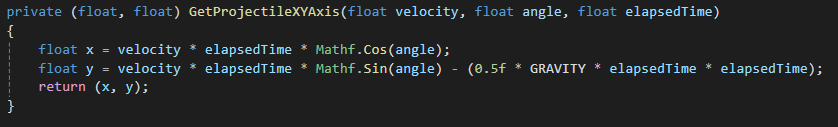 private (float, float) GetProjectileXYAxis(float velocity, float angle, float elapsedTime)
{
    float x = velocity * elapsedTime * Mathf.Cos(angle);
    float y = velocity * elapsedTime * Mathf.Sin(angle) - (0.5f * GRAVITY * elapsedTime * elapsedTime);
    return (x, y);
}